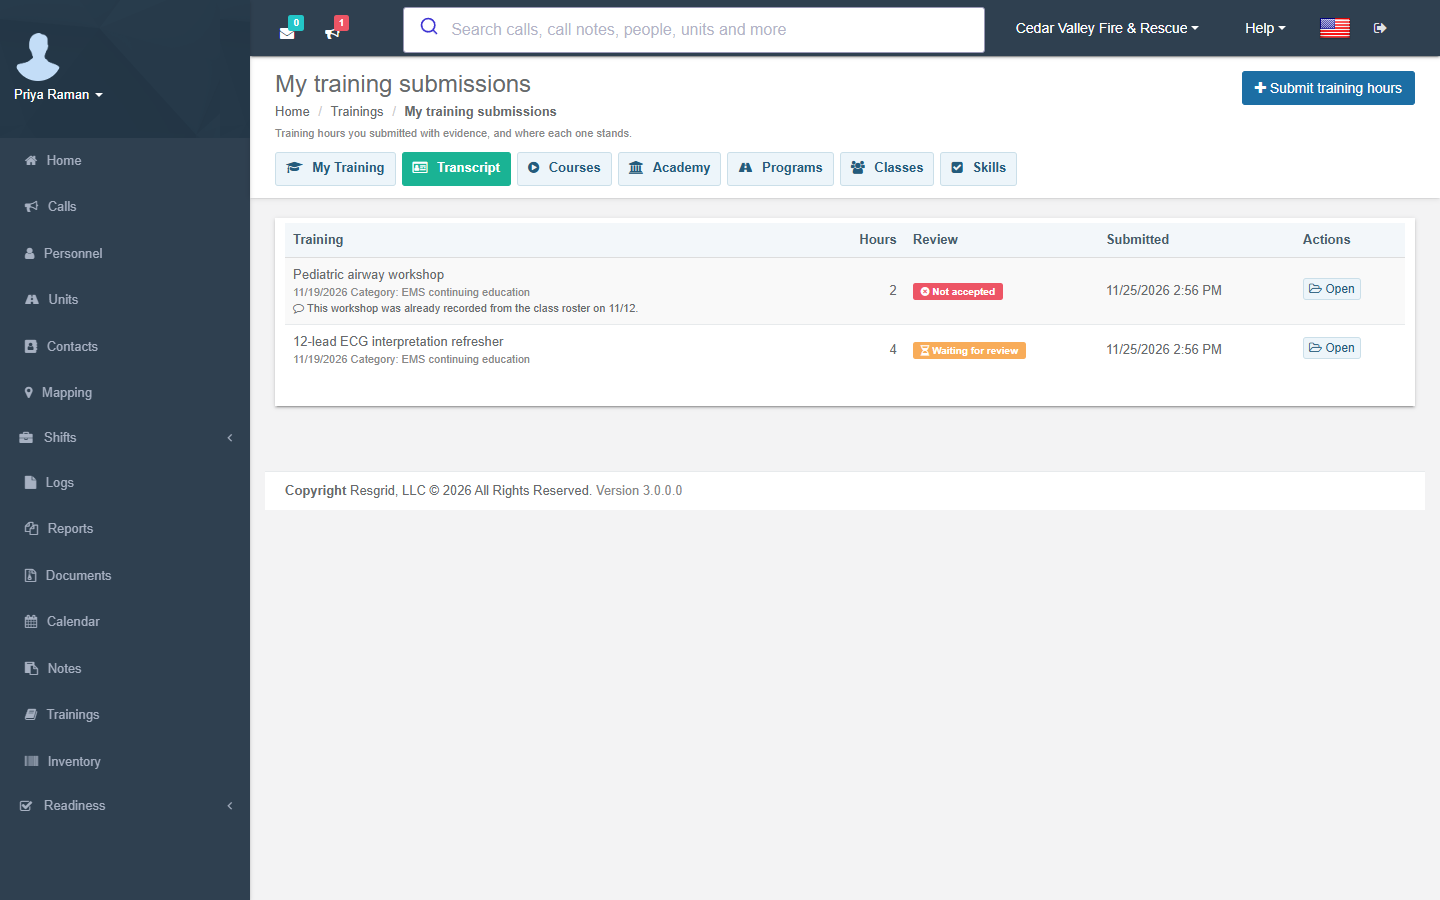 0
1
Search calls, call notes, people, units and more
Cedar Valley Fire & Rescue
Help
Priya Raman
Home
Calls
Personnel
Units
Contacts
Mapping
Shifts
Logs
Reports
Documents
Calendar
Notes
Trainings
Inventory
Readiness
My training submissions
Submit training hours
Home / Trainings / My training submissions
Training hours you submitted with evidence, and where each one stands.
My Training Transcript Courses Academy Programs Classes Skills
Training Hours Review Submitted Actions
Pediatric airway workshop
11/19/2026 Category: EMS continuing education
This workshop was already recorded from the class roster on 11/12.
2 Not accepted 11/25/2026 2:56 PM Open
12-lead ECG interpretation refresher
11/19/2026 Category: EMS continuing education
4 Waiting for review 11/25/2026 2:56 PM Open
Copyright Resgrid, LLC © 2026 All Rights Reserved. Version 3.0.0.0